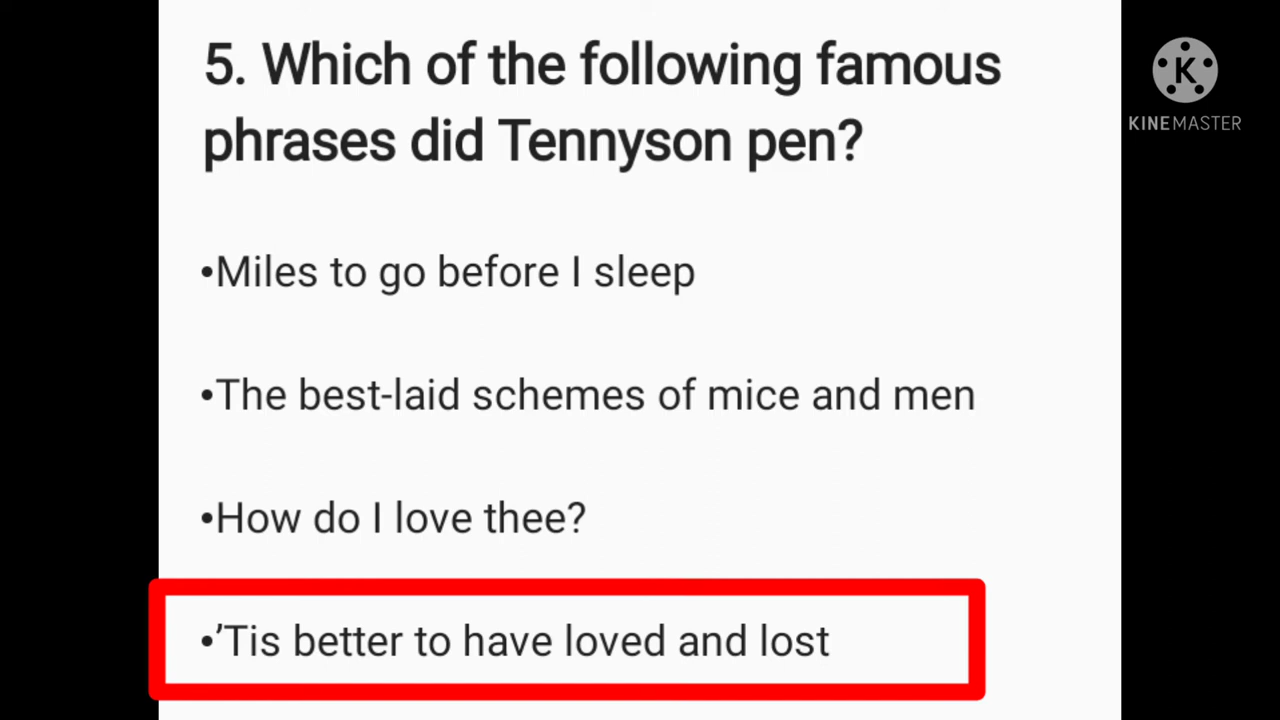 5. Which of the following famous
phrases did Tennyson pen?
K
KINEMASTER
•Miles to go before I sleep
•The best-laid schemes of mice and men
•How do I love thee?
•’Tis better to have loved and lost